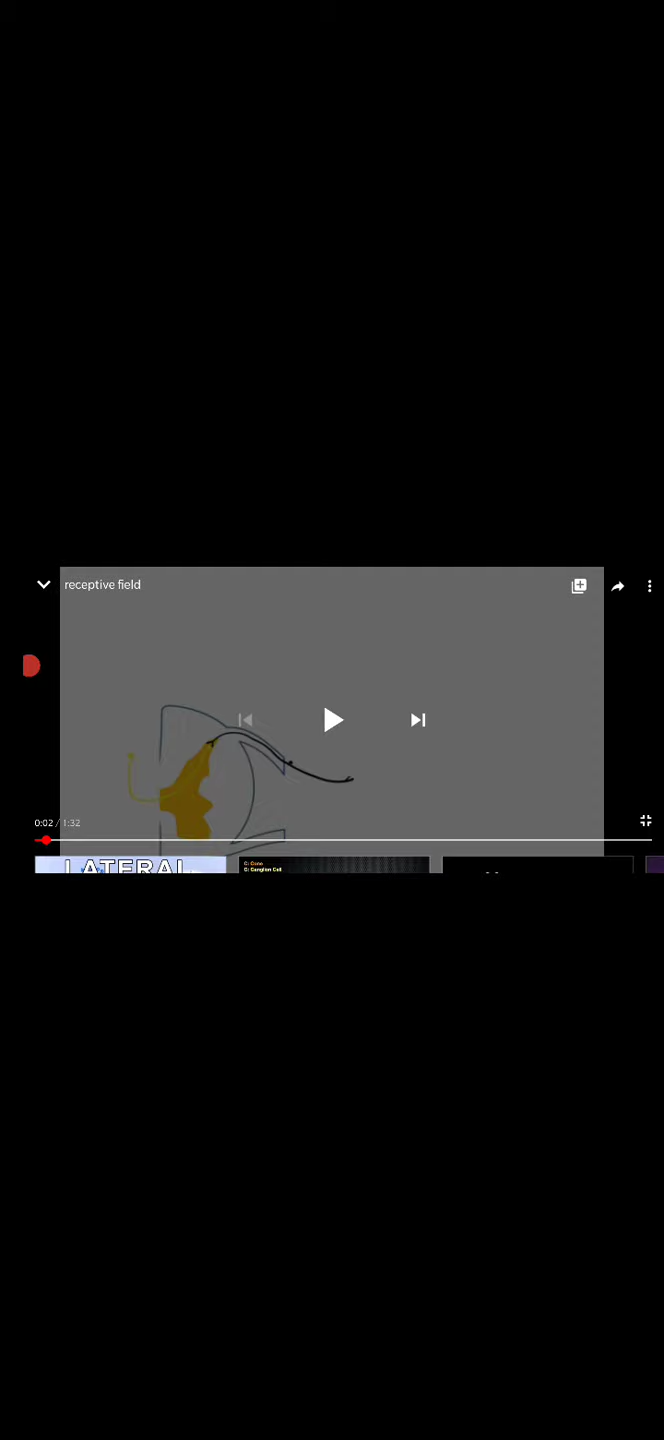 receptive field
0:02 / 1:32
LATERAL
C: Cone
G: Ganglion Cell